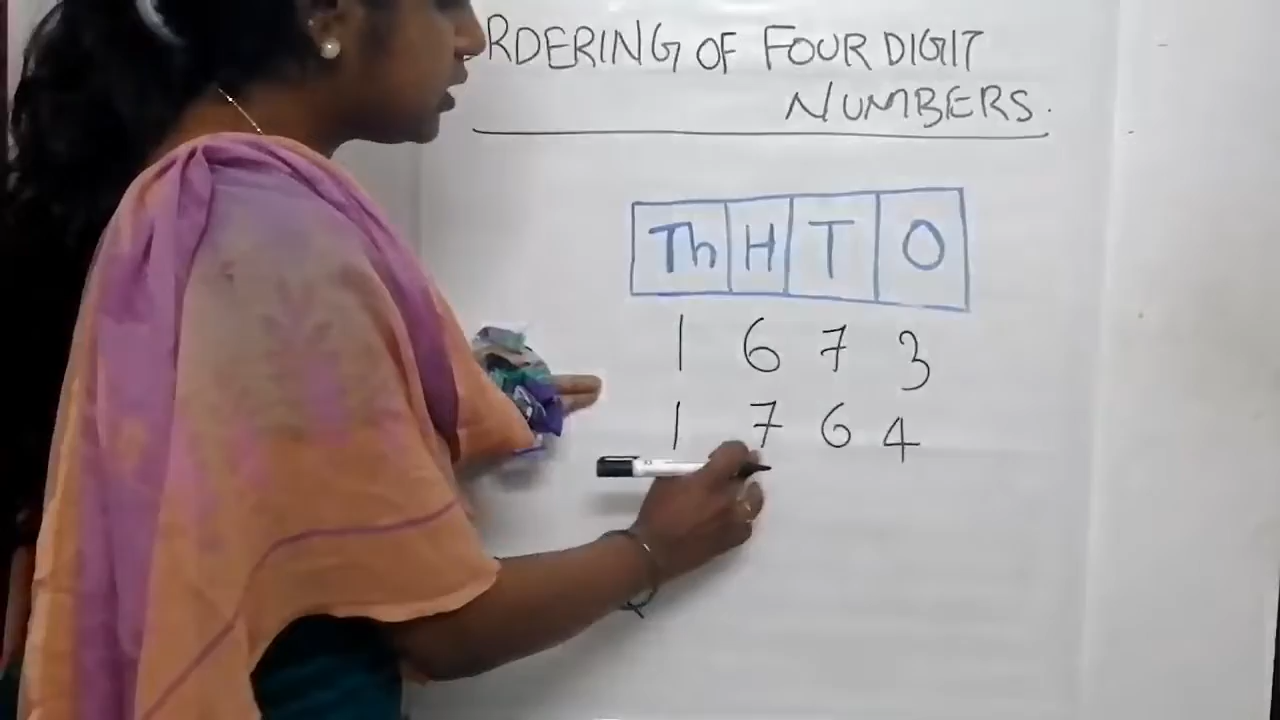 RDERING OF FOUR DIGIT
NUMBERS.
Th H T O
1 6 7 3
1 7 6 4